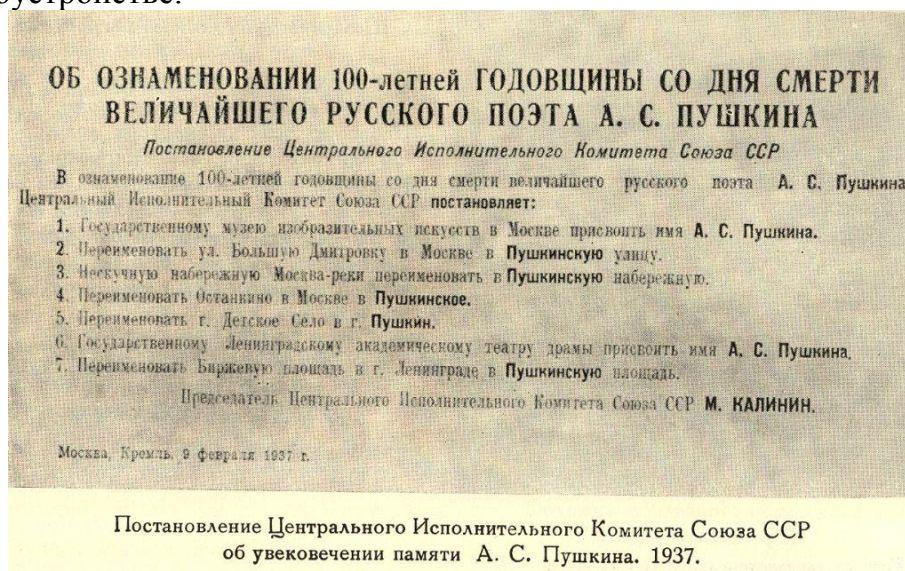 оустройстве.
ОБ ОЗНАМЕНОВАНИИ 100-летней ГОДОВЩИНЫ СО ДНЯ СМЕРТИ
ВЕЛИЧАЙШЕГО РУССКОГО ПОЭТА А. С. ПУШКИНА
Постановление Центрального Исполнительного Комитета Союза ССР
В ознаменование 100-летней годовщины со дня смерти величайшего русского поэта А. С. Пушкина
Центральный Исполнительный Комитет Союза ССР постановляет:
1. Государственному музею изобразительных искусств в Москве присвоить имя А. С. Пушкина.
2. Переименовать ул. Большую Дмитровку в Москве в Пушкинскую улицу.
3. Нескучную набережную Москва-реки переименовать в Пушкинскую набережную.
4. Переименовать Останкино в Москве в Пушкинское.
5. Переименовать г. Детское Село в г. Пушкин.
6. Государственному Ленинградскому академическому театру драмы присвоить имя А. С. Пушкина.
7. Переименовать Биржевую площадь в г. Ленинграде в Пушкинскую площадь.
Председатель Центрального Исполнительного Комитета Союза ССР М. КАЛИНИН.
Москва, Кремль. 9 февраля 1937 г.
Постановление Центрального Исполнительного Комитета Союза ССР
об увековечении памяти А. С. Пушкина. 1937.